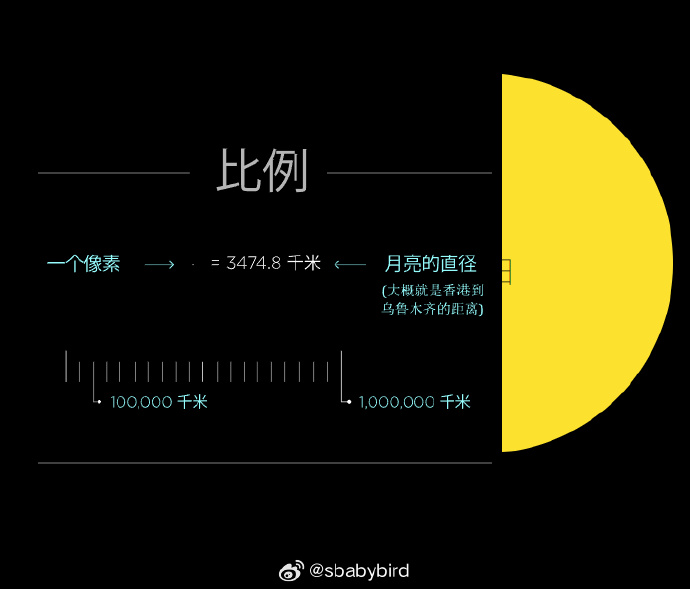 比例
一个像素 → · = 3474.8 千米 ← 月亮的直径
(大概就是香港到
乌鲁木齐的距离)
100,000 千米
1,000,000 千米
@sbabybird